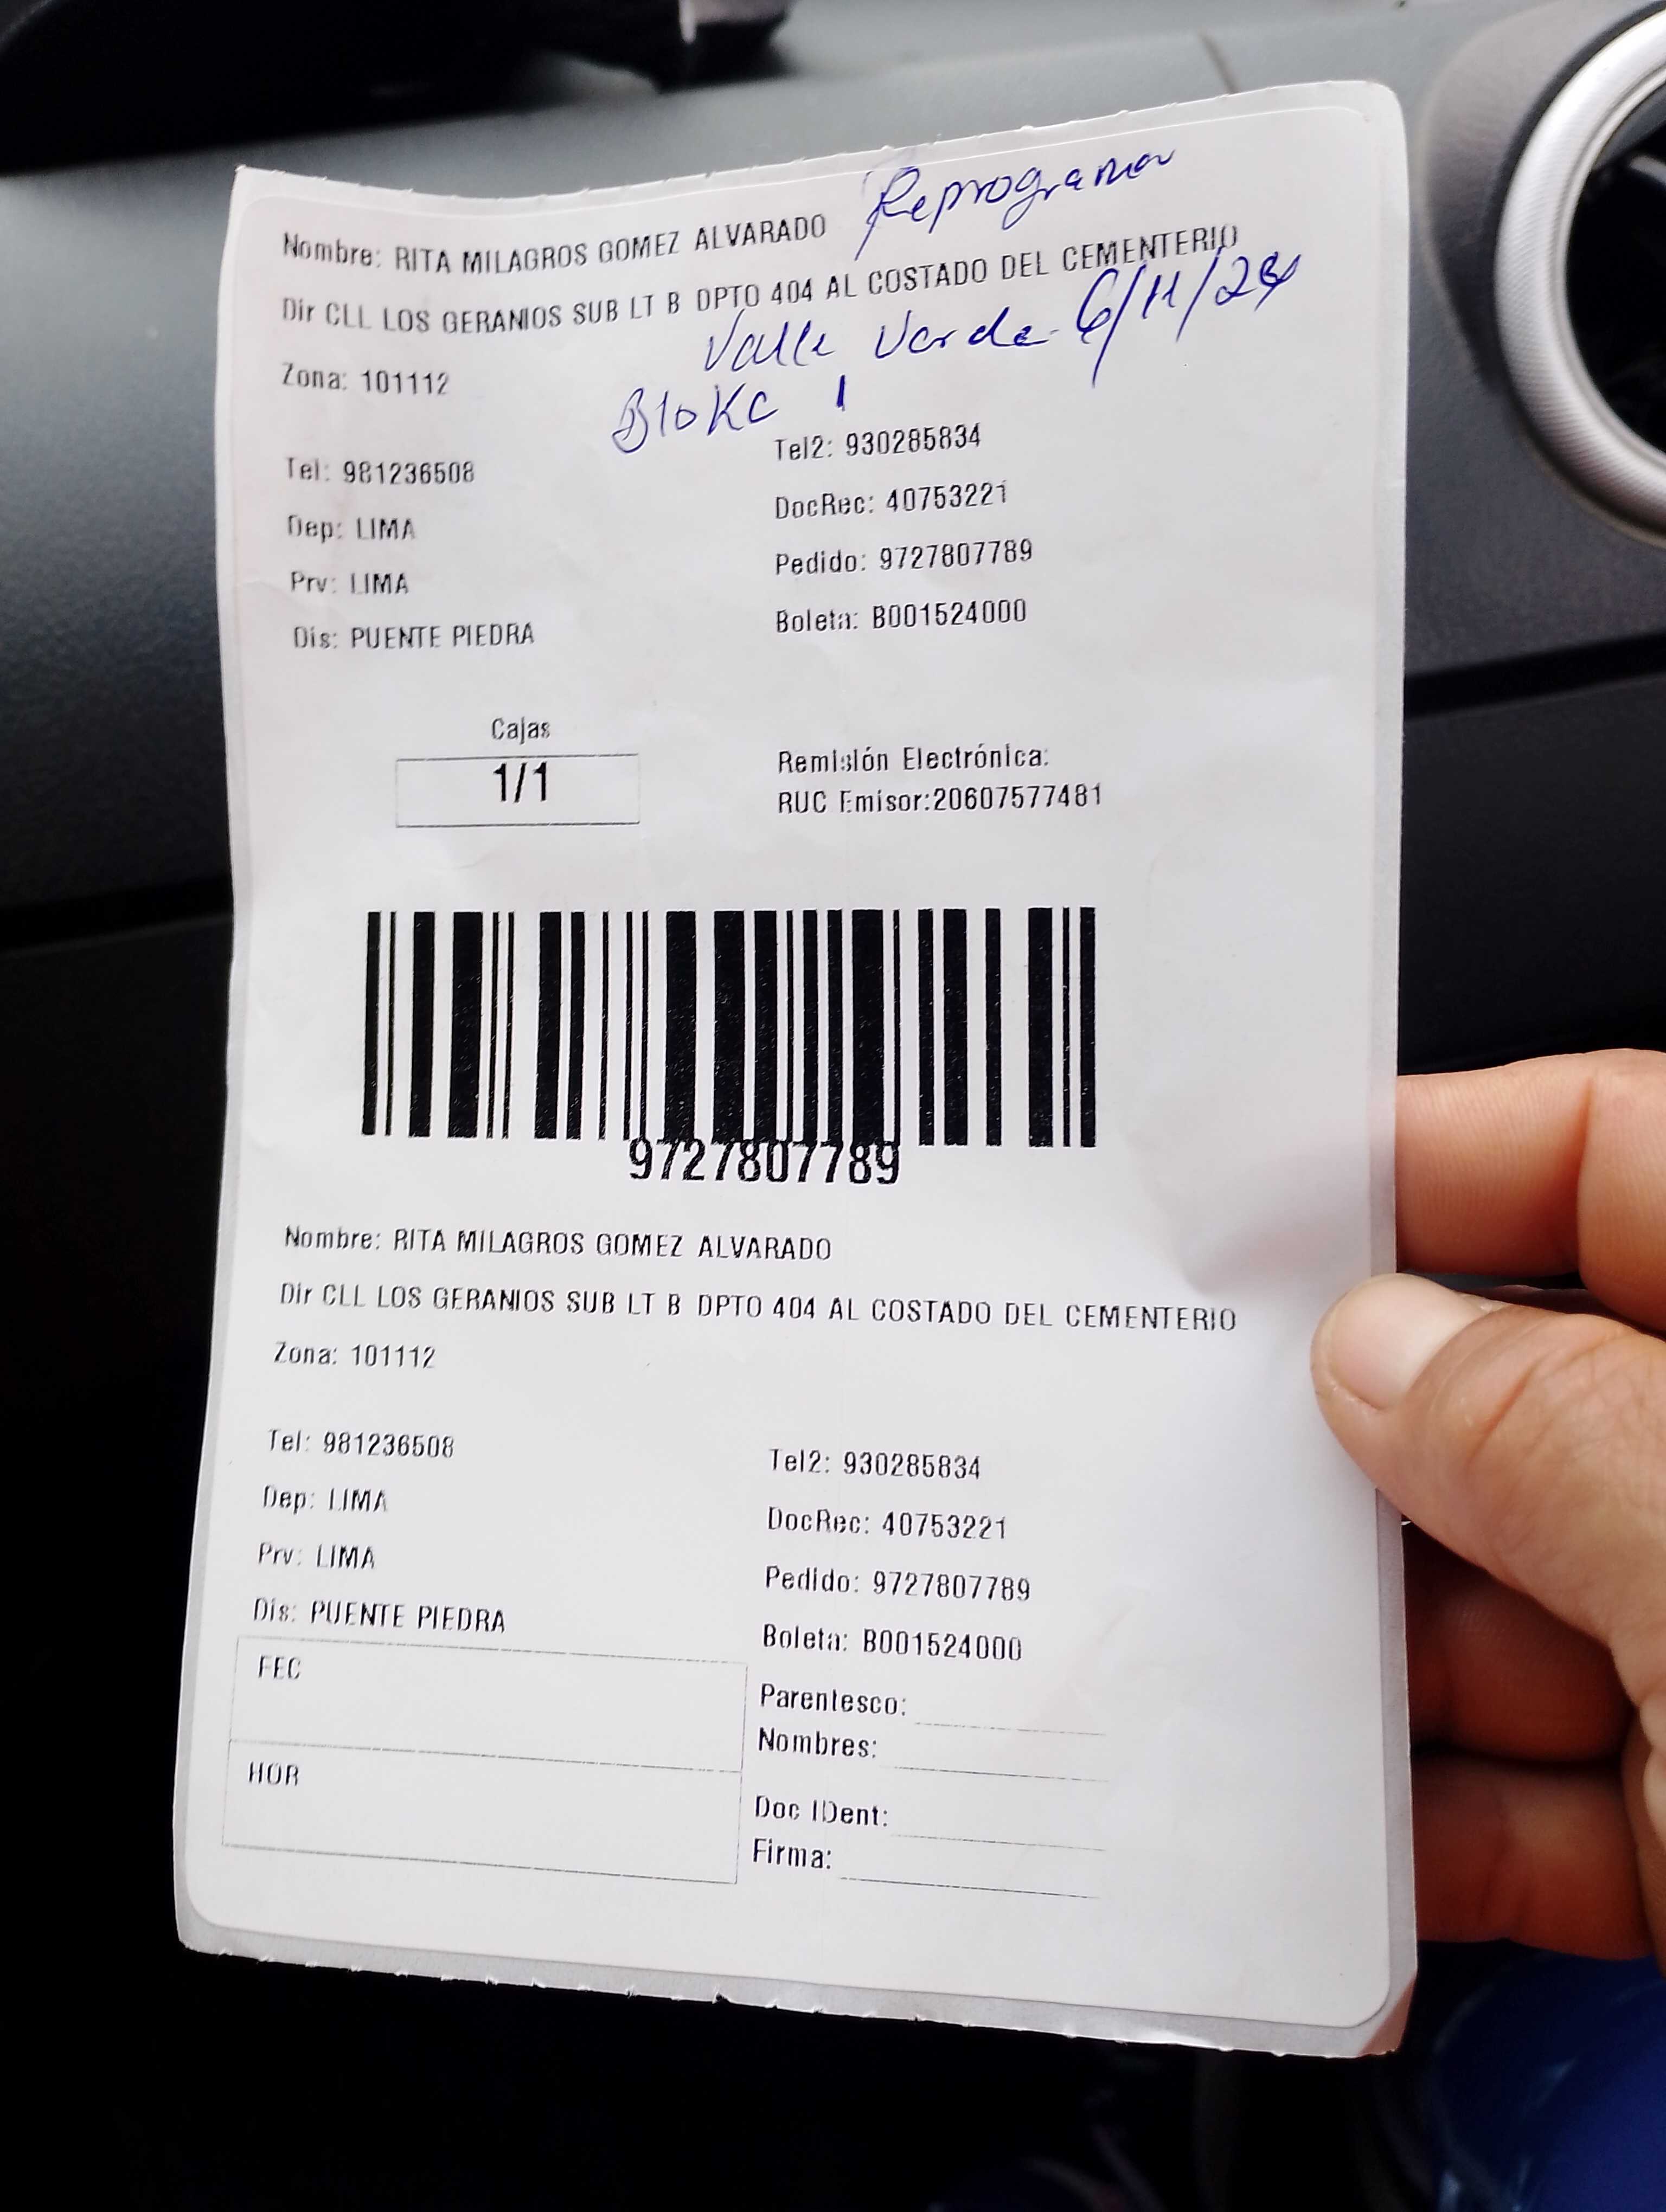 Nombre: RITA MILAGROS GOMEZ ALVARADO Reprograma
Dir CLL LOS GERANIOS SUB LT B DPTO 404 AL COSTADO DEL CEMENTERIO
Valle Verde 6/11/24
Zona: 101112
Blokc 1
Tel: 981236508
Tel2: 930285834
Dep: LIMA
DocRec: 40753221
Prv: LIMA
Pedido: 9727807789
Dis: PUENTE PIEDRA
Boleta: B001524000
Cajas
1/1
Remisión Electrónica:
RUC Emisor:20607577481
9727807789
Nombre: RITA MILAGROS GOMEZ ALVARADO
Dir CLL LOS GERANIOS SUB LT B DPTO 404 AL COSTADO DEL CEMENTERIO
Zona: 101112
Tel: 981236508
Tel2: 930285834
Dep: LIMA
DocRec: 40753221
Prv: LIMA
Pedido: 9727807789
Dis: PUENTE PIEDRA
Boleta: B001524000
FEC
Parentesco:
Nombres:
HOR
Doc IDent:
Firma: